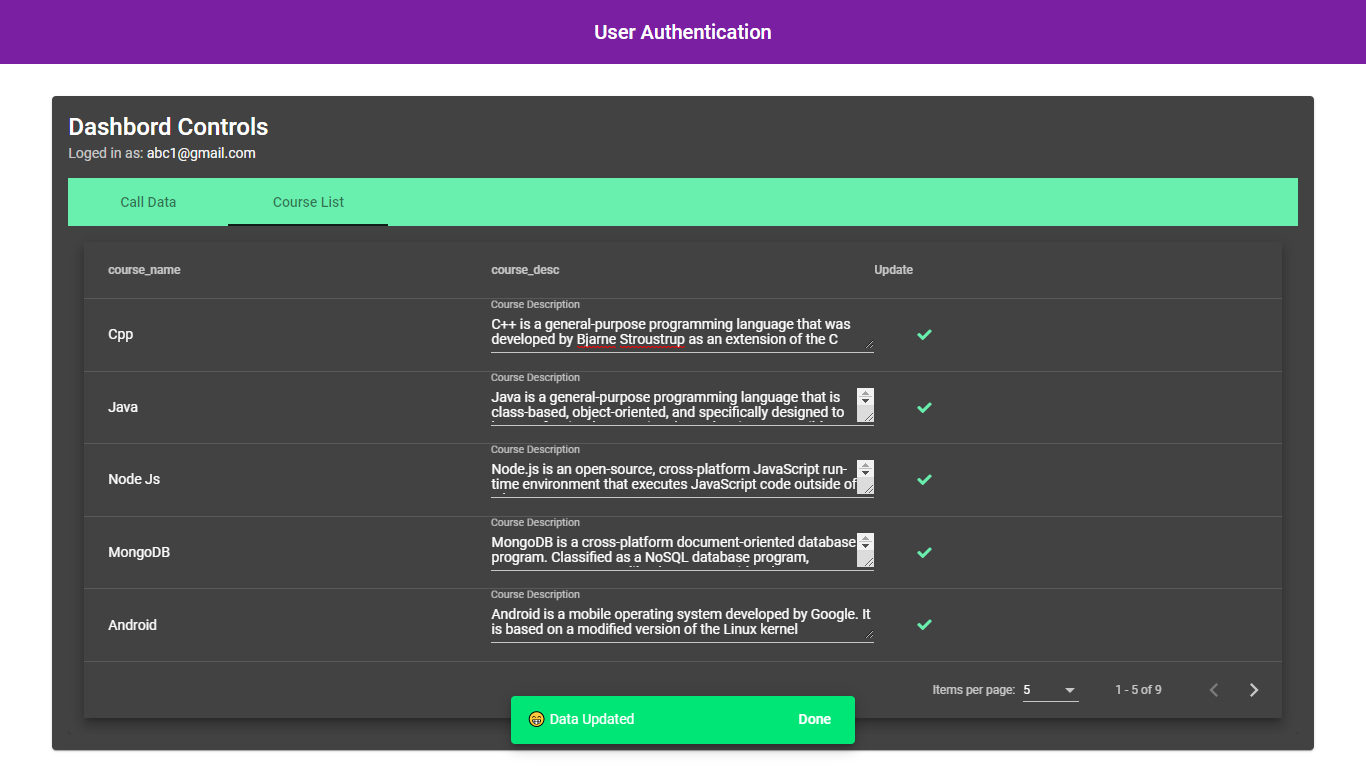 User Authentication
Dashbord Controls
Loged in as: abc1@gmail.com
Call Data
Course List
course_name
course_desc
Update
Cpp
Course Description
C++ is a general-purpose programming language that was
developed by Bjarne Stroustrup as an extension of the C
Java
Course Description
Java is a general-purpose programming language that is
class-based, object-oriented, and specifically designed to
Node Js
Course Description
Node.js is an open-source, cross-platform JavaScript run-
time environment that executes JavaScript code outside of
MongoDB
Course Description
MongoDB is a cross-platform document-oriented database
program. Classified as a NoSQL database program,
Android
Course Description
Android is a mobile operating system developed by Google. It
is based on a modified version of the Linux kernel
Items per page: 5
1 - 5 of 9
😁 Data Updated
Done